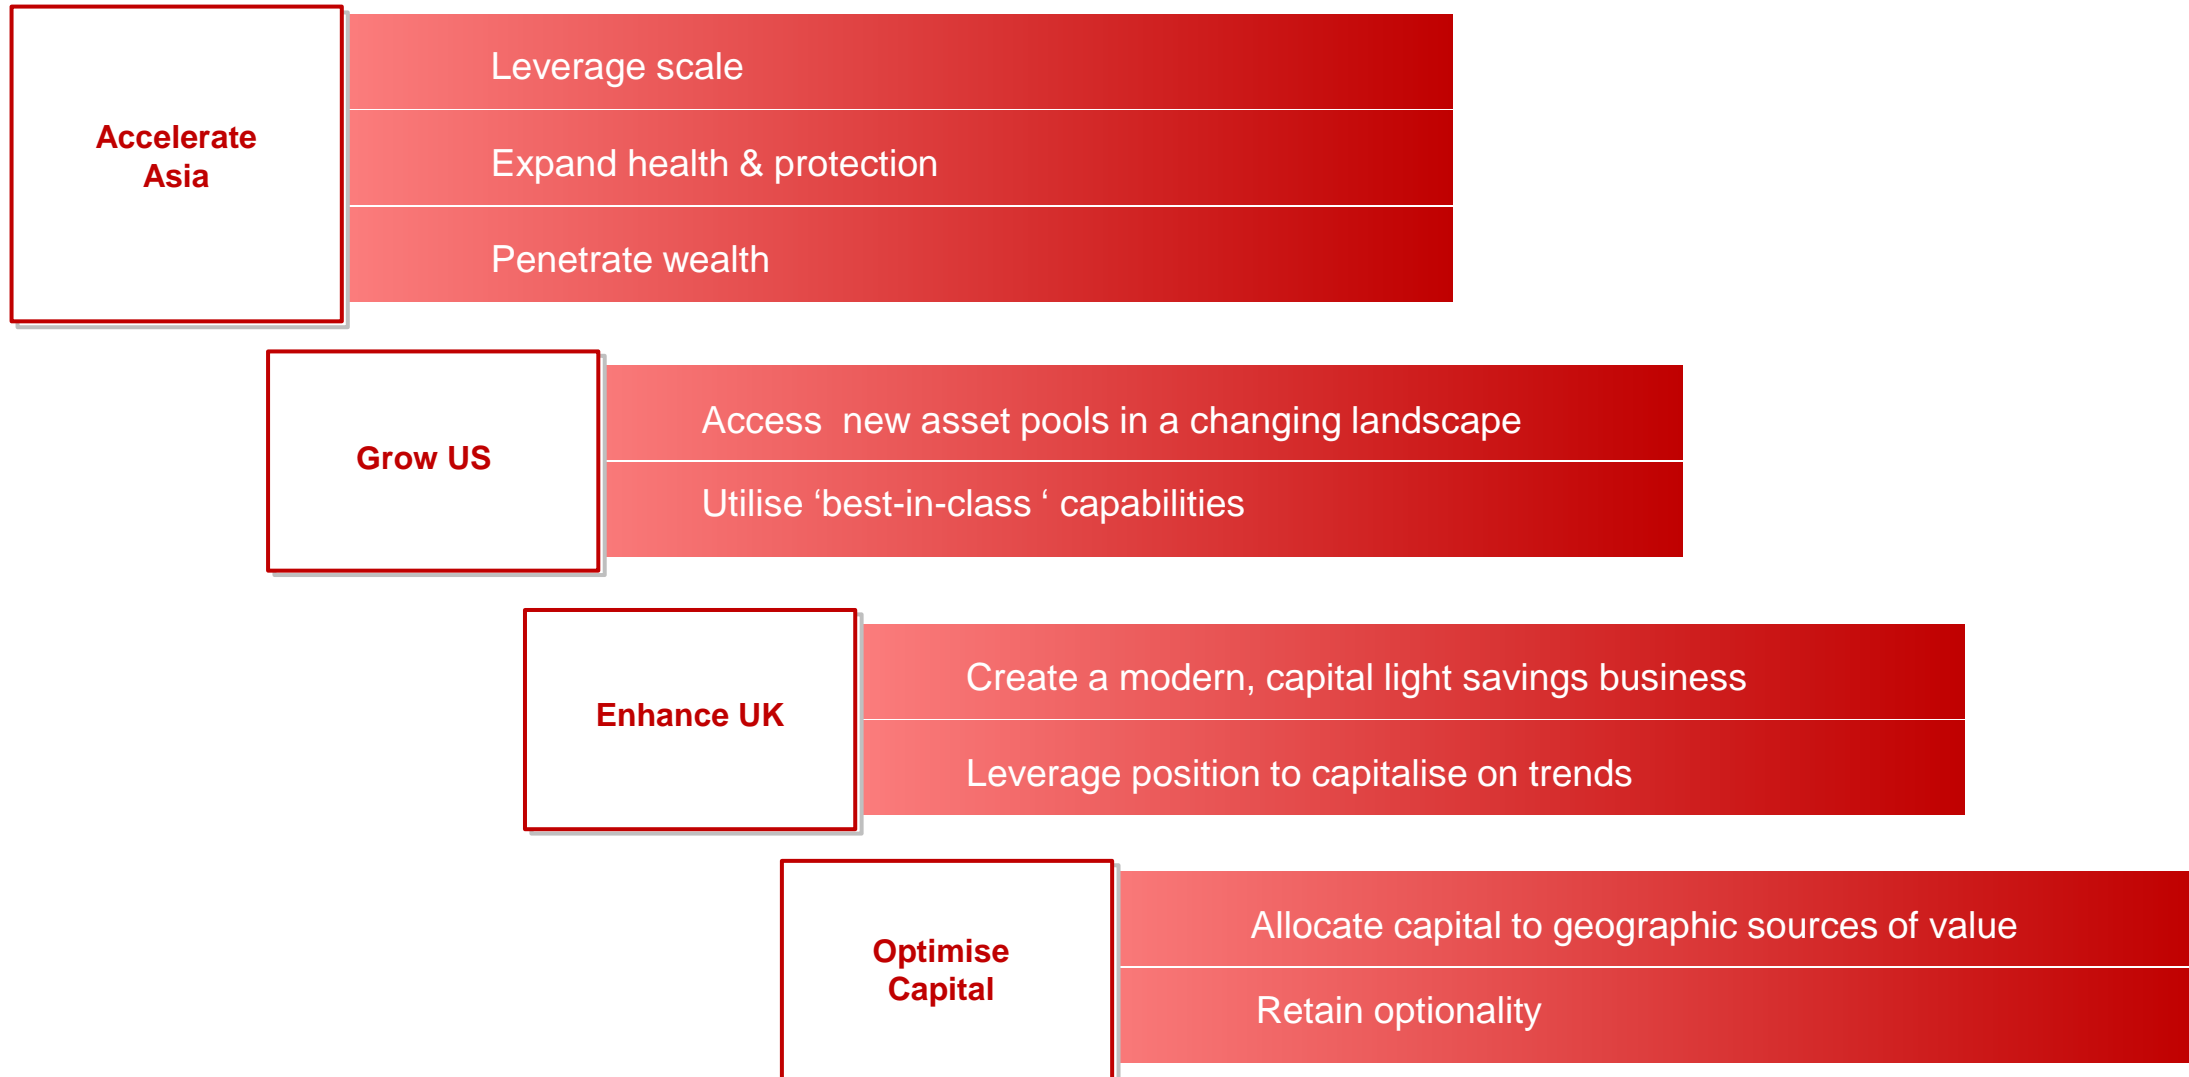 Accelerate
Asia
Leverage scale
Expand health & protection
Penetrate wealth
Grow US
Access  new asset pools in a changing landscape
Utilise ‘best-in-class ‘ capabilities
Enhance UK
Create a modern, capital light savings business
Leverage position to capitalise on trends
Optimise
Capital
Allocate capital to geographic sources of value
Retain optionality